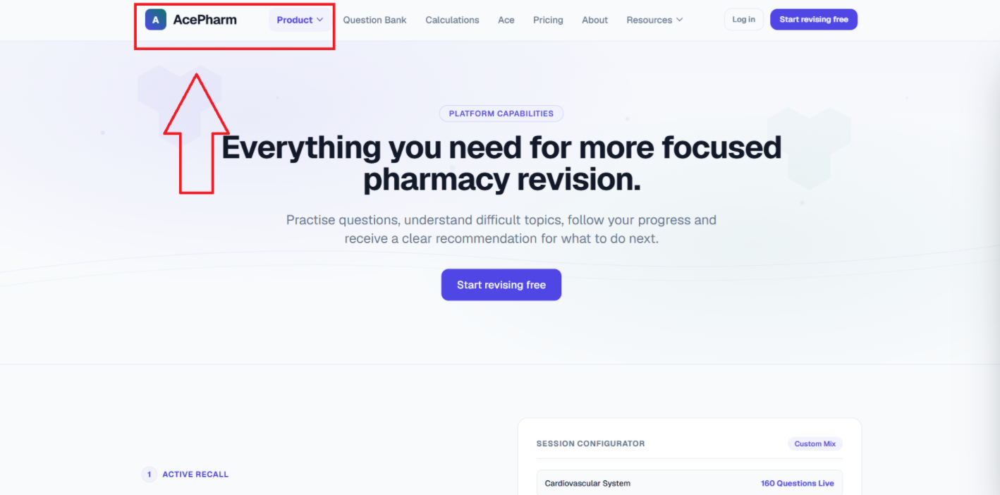 A AcePharm Product Question Bank Calculations Ace Pricing About Resources Log in Start revising free
PLATFORM CAPABILITIES
Everything you need for more focused
pharmacy revision.
Practise questions, understand difficult topics, follow your progress and
receive a clear recommendation for what to do next.
Start revising free
SESSION CONFIGURATOR Custom Mix
1 ACTIVE RECALL
Cardiovascular System 160 Questions Live